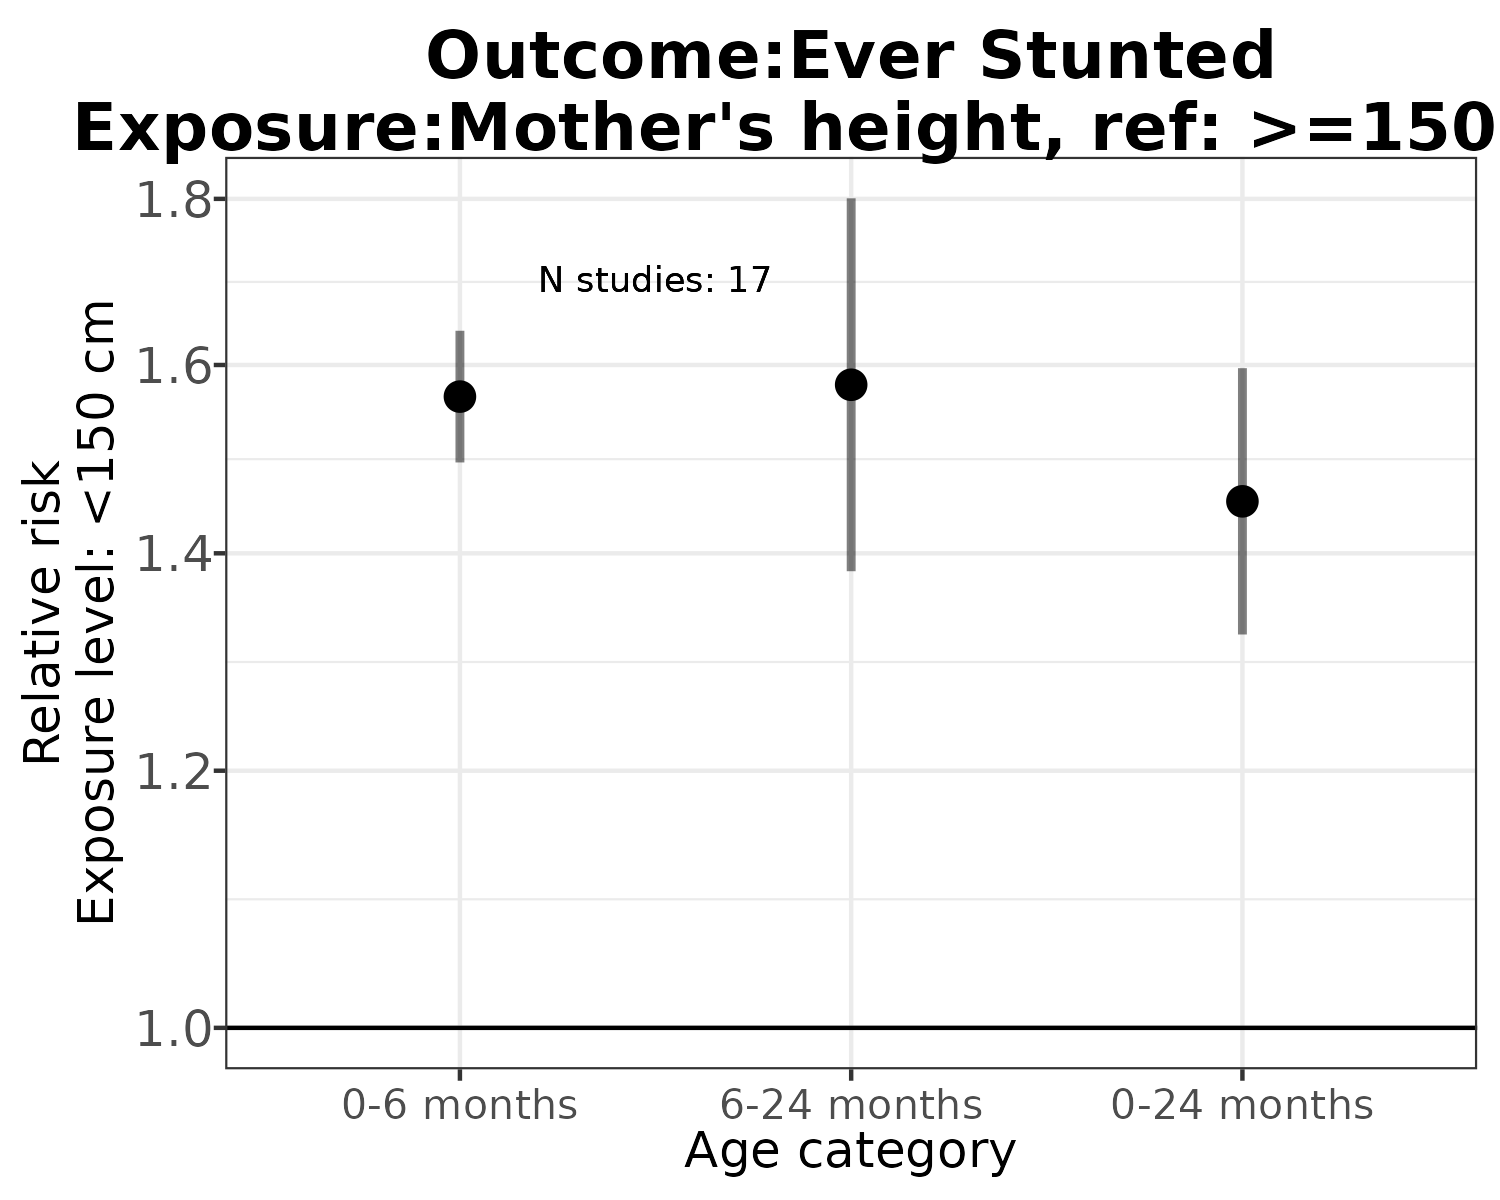 Outcome:Ever Stunted
Exposure:Mother's height, ref: >=150
Relative risk
Exposure level: <150 cm
1.8
1.6
1.4
1.2
1.0
N studies: 17
0-6 months
6-24 months
0-24 months
Age category